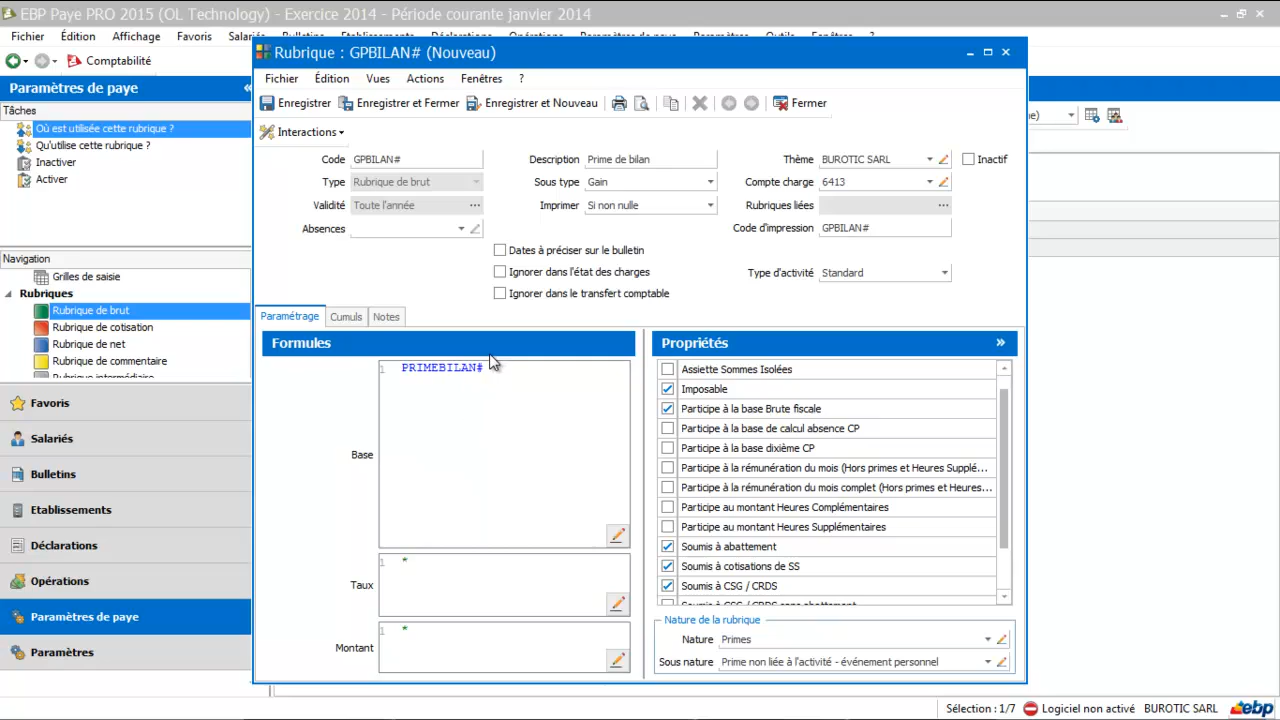 EBP Paye PRO 2015 (OL Technology) - Exercice 2014 - Période courante janvier 2014
Fichier Édition Affichage Favoris
Comptabilité
Paramètres de paye «
Tâches
Où est utilisée cette rubrique ?
Qu'utilise cette rubrique ?
Inactiver
Activer
Navigation
Grilles de saisie
Rubriques
Rubrique de brut
Rubrique de cotisation
Rubrique de net
Rubrique de commentaire
Rubrique intermédiaire
Favoris
Salariés
Bulletins
Etablissements
Déclarations
Opérations
Paramètres de paye
Paramètres
Rubrique : GPBILAN# (Nouveau)
Fichier Édition Vues Actions Fenêtres ?
Enregistrer Enregistrer et Fermer Enregistrer et Nouveau Fermer
Interactions
Code GPBILAN# Description Prime de bilan Thème BUROTIC SARL Inactif
Type Rubrique de brut Sous type Gain Compte charge 6413
Validité Toute l'année ... Imprimer Si non nulle Rubriques liées ...
Absences Code d'impression GPBILAN#
Dates à préciser sur le bulletin
Ignorer dans l'état des charges Type d'activité Standard
Ignorer dans le transfert comptable
Paramétrage Cumuls Notes
Formules
1 PRIMEBILAN#
Base
1 *
Taux
1 *
Montant
Propriétés »
Assiette Sommes Isolées
Imposable
Participe à la base Brute fiscale
Participe à la base de calcul absence CP
Participe à la base dixième CP
Participe à la rémunération du mois (Hors primes et Heures Supplé...
Participe à la rémunération du mois complet (Hors primes et Heures...
Participe au montant Heures Complémentaires
Participe au montant Heures Supplémentaires
Soumis à abattement
Soumis à cotisations de SS
Soumis à CSG / CRDS
Soumis à CSG / CRDS sans abattement
Nature de la rubrique
Nature Primes
Sous nature Prime non liée à l'activité - événement personnel
Sélection : 1/7 Logiciel non activé BUROTIC SARL ebp